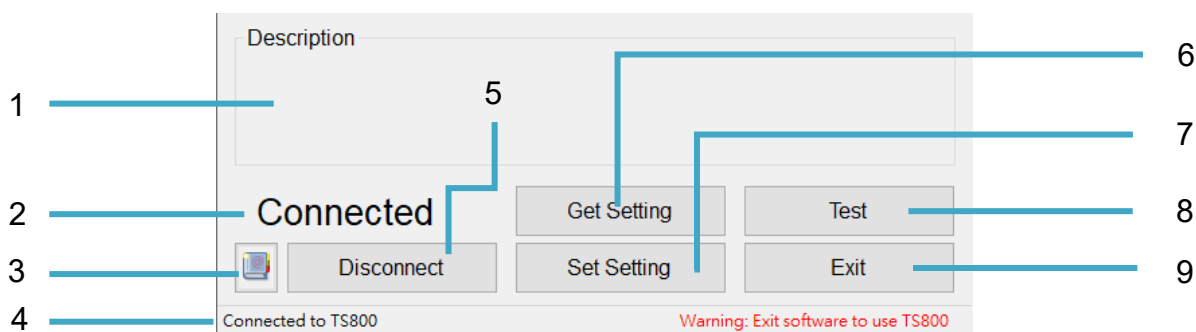 Description
6
1
5
7
2
Connected
Get Setting
Test
8
3
Disconnect
Set Setting
Exit
9
4
Connected to TS800
Warning: Exit software to use TS800